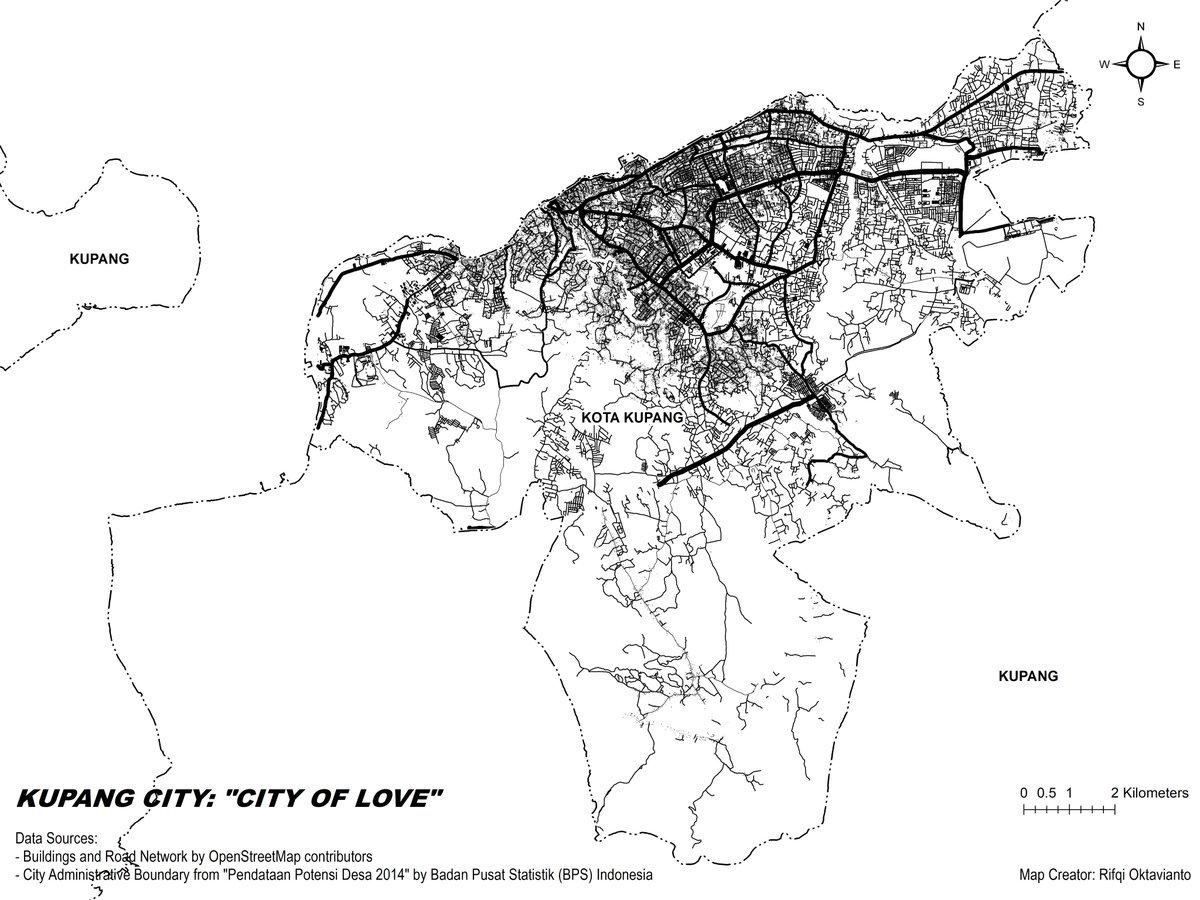 N
W E
S
KUPANG
KOTA KUPANG
KUPANG
KUPANG CITY: "CITY OF LOVE"
0 0.5 1 2 Kilometers
Data Sources:
- Buildings and Road Network by OpenStreetMap contributors
- City Administrative Boundary from "Pendataan Potensi Desa 2014" by Badan Pusat Statistik (BPS) Indonesia
Map Creator: Rifqi Oktavianto